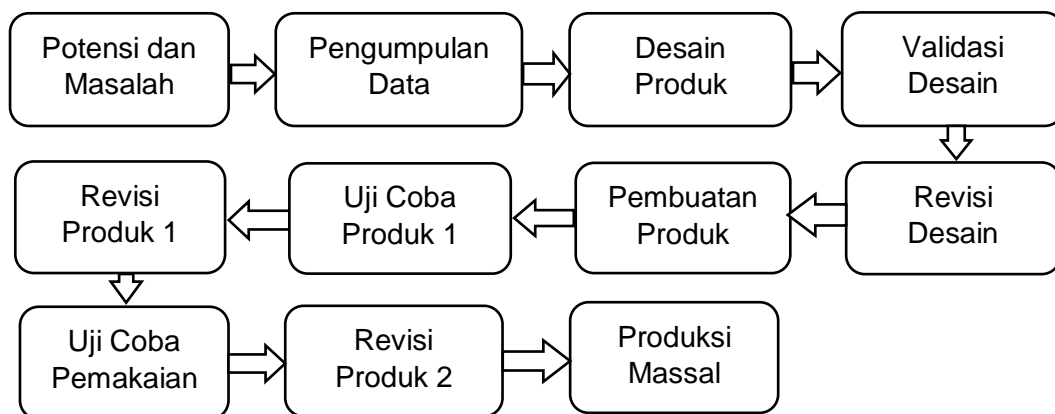 Potensi dan
Masalah
Pengumpulan
Data
Desain
Produk
Validasi
Desain
Revisi
Desain
Pembuatan
Produk
Uji Coba
Produk 1
Revisi
Produk 1
Uji Coba
Pemakaian
Revisi
Produk 2
Produksi
Massal